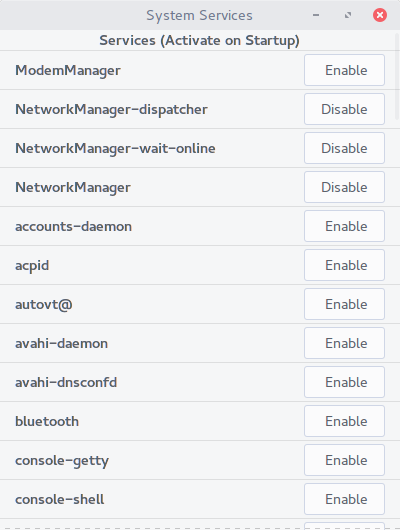 System Services
Services (Activate on Startup)
ModemManager Enable
NetworkManager-dispatcher Disable
NetworkManager-wait-online Disable
NetworkManager Disable
accounts-daemon Enable
acpid Enable
autovt@ Enable
avahi-daemon Enable
avahi-dnsconfd Enable
bluetooth Enable
console-getty Enable
console-shell Enable